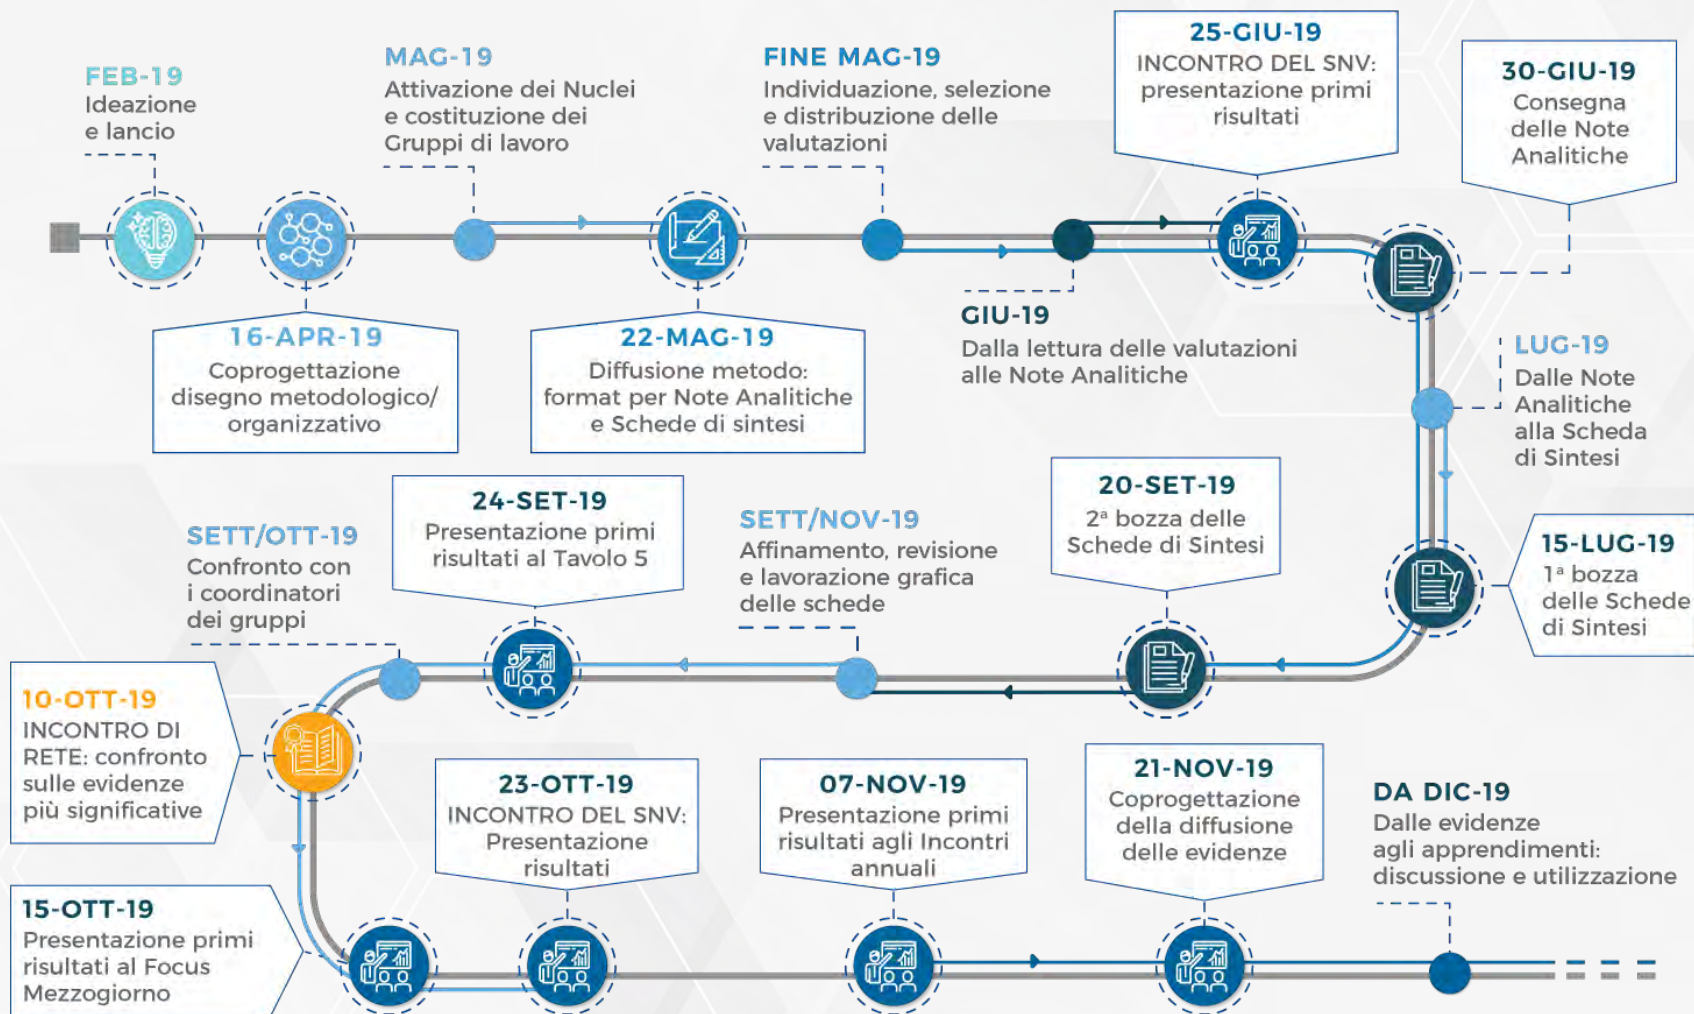 FEB-19
Ideazione
e lancio
16-APR-19
Coprogettazione
disegno metodologico/
organizzativo
MAG-19
Attivazione dei Nuclei
e costituzione dei
Gruppi di lavoro
22-MAG-19
Diffusione metodo:
format per Note Analitiche
e Schede di sintesi
FINE MAG-19
Individuazione, selezione
e distribuzione delle
valutazioni
GIU-19
Dalla lettura delle valutazioni
alle Note Analitiche
25-GIU-19
INCONTRO DEL SNV:
presentazione primi
risultati
30-GIU-19
Consegna
delle Note
Analitiche
LUG-19
Dalle Note
Analitiche
alla Scheda
di Sintesi
15-LUG-19
1ª bozza
delle Schede
di Sintesi
20-SET-19
2ª bozza delle
Schede di Sintesi
SETT/NOV-19
Affinamento, revisione
e lavorazione grafica
delle schede
24-SET-19
Presentazione primi
risultati al Tavolo 5
SETT/OTT-19
Confronto con
i coordinatori
dei gruppi
10-OTT-19
INCONTRO DI
RETE: confronto
sulle evidenze
più significative
15-OTT-19
Presentazione primi
risultati al Focus
Mezzogiorno
23-OTT-19
INCONTRO DEL SNV:
Presentazione
risultati
07-NOV-19
Presentazione primi
risultati agli Incontri
annuali
21-NOV-19
Coprogettazione
della diffusione
delle evidenze
DA DIC-19
Dalle evidenze
agli apprendimenti:
discussione e utilizzazione